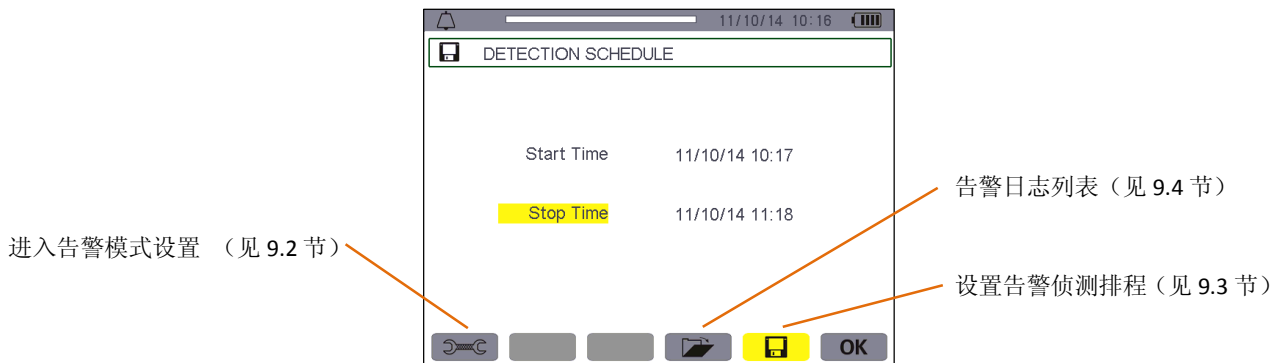 11/10/14 10:16
DETECTION SCHEDULE
Start Time 11/10/14 10:17
告警日志列表（见 9.4 节）
Stop Time 11/10/14 11:18
进入告警模式设置 （见 9.2 节）
设置告警侦测排程（见 9.3 节）
OK